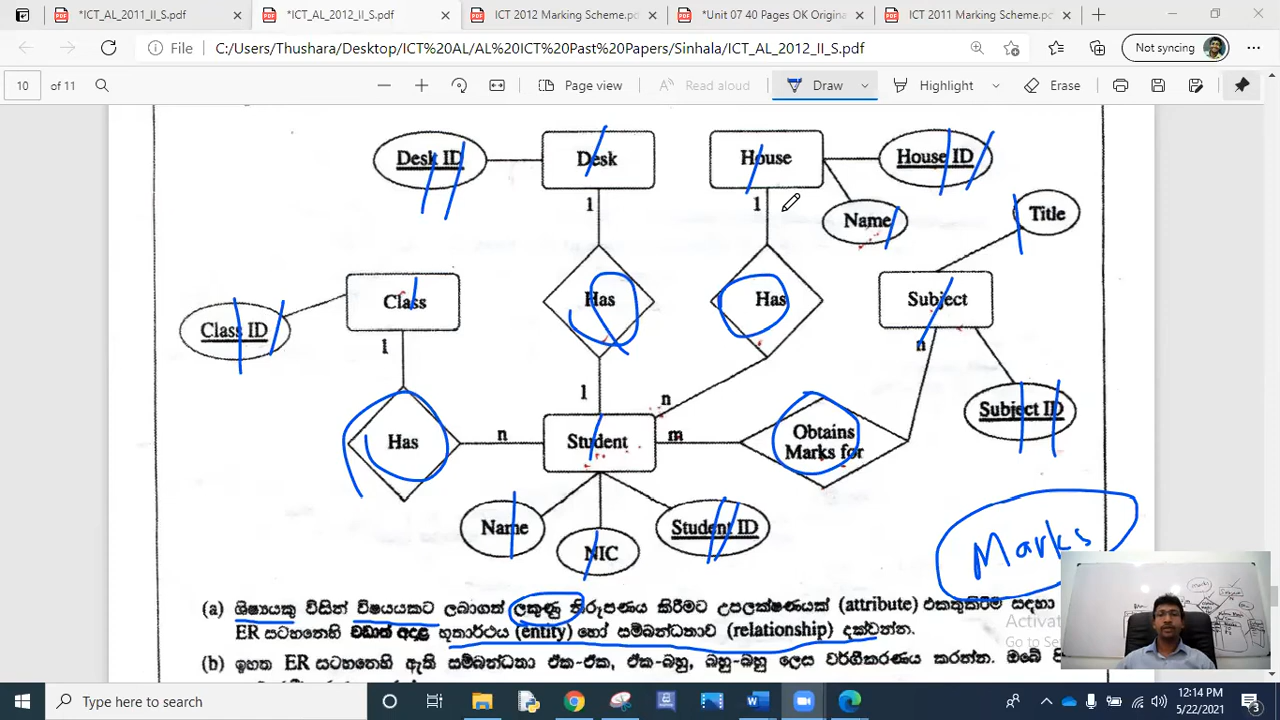 *ICT_AL_2011_II_S.pdf
*ICT_AL_2012_II_S.pdf
ICT 2012 Marking Scheme.pdf
*Unit 07 40 Pages OK Origina
ICT 2011 Marking Scheme.pdf
File C:/Users/Thushara/Desktop/ICT%20AL/AL%20ICT%20Past%20Papers/Sinhala/ICT_AL_2012_II_S.pdf
Not syncing
10 of 11
Page view
Read aloud
Draw
Highlight
Erase
Desk ID
Desk
House
House ID
1
1
Name
Title
Class
Has
Has
Subject
Class ID
1
n
1
n
Subject ID
Has
n
Student
m
Obtains
Marks for
Name
NIC
Student ID
Marks
(a) ශිෂ්‍යයකු විසින් විෂයයකට ලබාගත් ලකුණු නිරූපණය කිරීමට උපලක්ෂණයක් (attribute) එකතුකිරීම සඳහා
ER සටහනෙහි වඩාත් අදාළ භූතාර්ථය (entity) හෝ සම්බන්ධතාව (relationship) දක්වන්න.
(b) ඉහත ER සටහනෙහි ඇති සම්බන්ධතා ඒක-ඒක, ඒක-බහු, බහු-බහු ලෙස වර්ගීකරණය කරන්න. ඔබේ
Type here to search
12:14 PM
5/22/2021
3